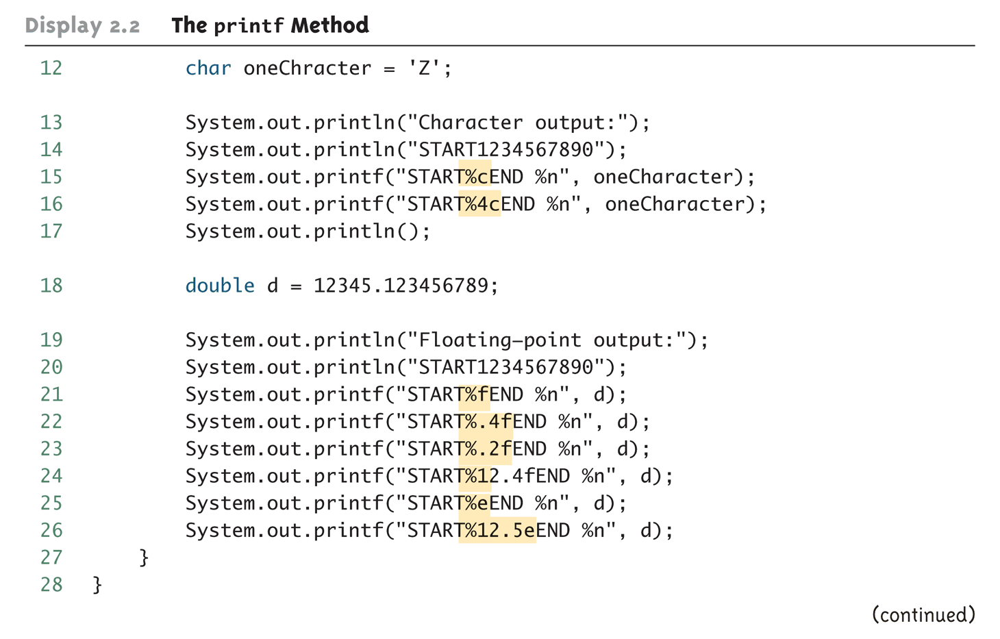 Display 2.2 The printf Method
12 char oneChracter = 'Z';
13 System.out.println("Character output:");
14 System.out.println("START1234567890");
15 System.out.printf("START%cEND %n", oneCharacter);
16 System.out.printf("START%4cEND %n", oneCharacter);
17 System.out.println();
18 double d = 12345.123456789;
19 System.out.println("Floating–point output:");
20 System.out.println("START1234567890");
21 System.out.printf("START%fEND %n", d);
22 System.out.printf("START%.4fEND %n", d);
23 System.out.printf("START%.2fEND %n", d);
24 System.out.printf("START%12.4fEND %n", d);
25 System.out.printf("START%eEND %n", d);
26 System.out.printf("START%12.5eEND %n", d);
27 }
28 }
(continued)